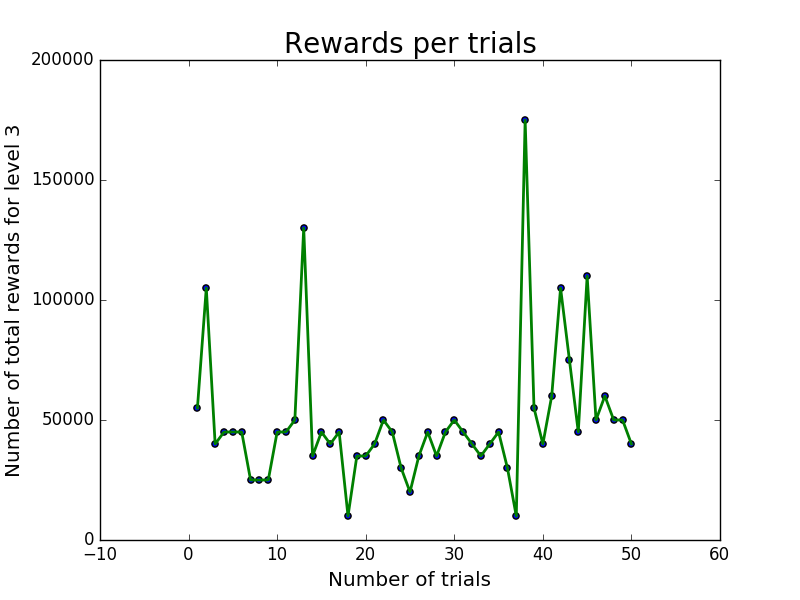 Rewards per trials
Number of total rewards for level 3
200000
150000
100000
50000
0
−10 0 10 20 30 40 50 60
Number of trials